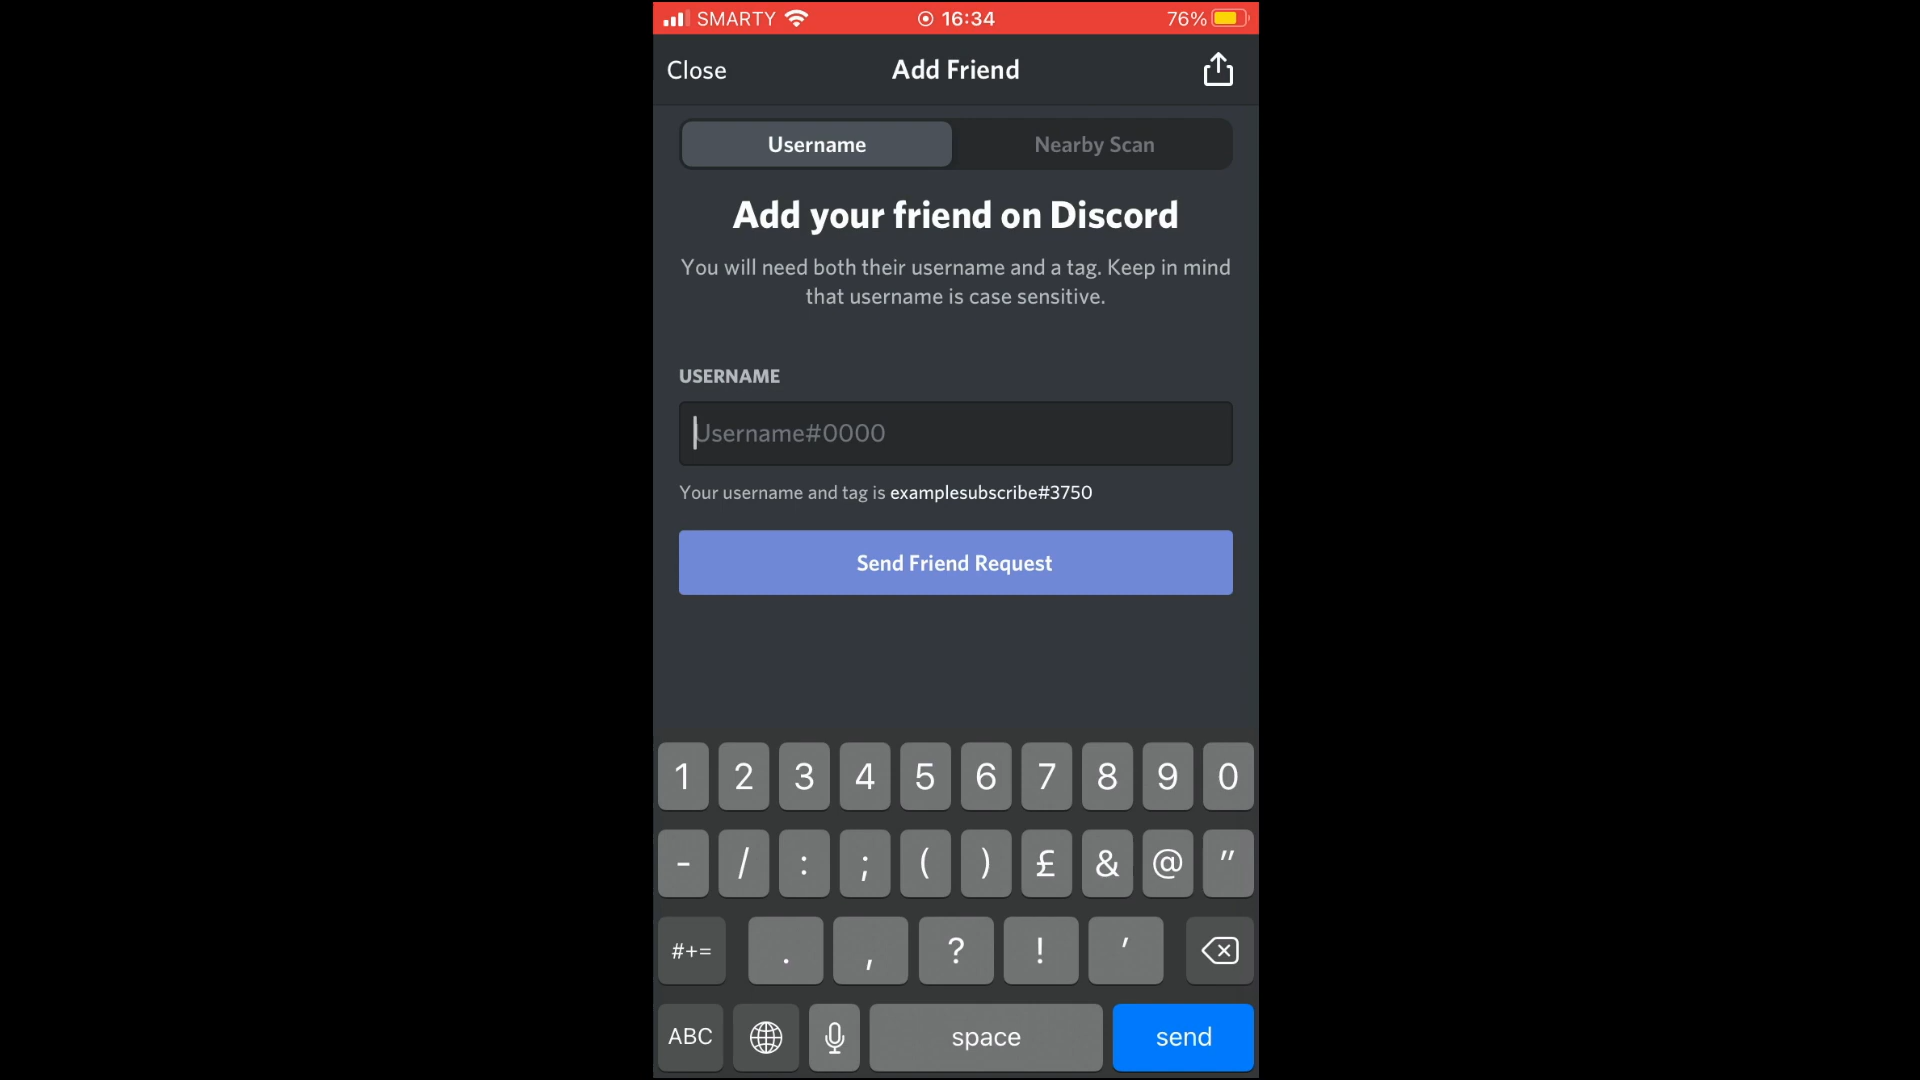 SMARTY 16:34 76%
Close Add Friend
Username Nearby Scan
Add your friend on Discord
You will need both their username and a tag. Keep in mind
that username is case sensitive.
USERNAME
Username#0000
Your username and tag is examplesubscribe#3750
Send Friend Request
1 2 3 4 5 6 7 8 9 0
- / : ; ( ) £ & @ "
#+= . , ? ! '
ABC space send